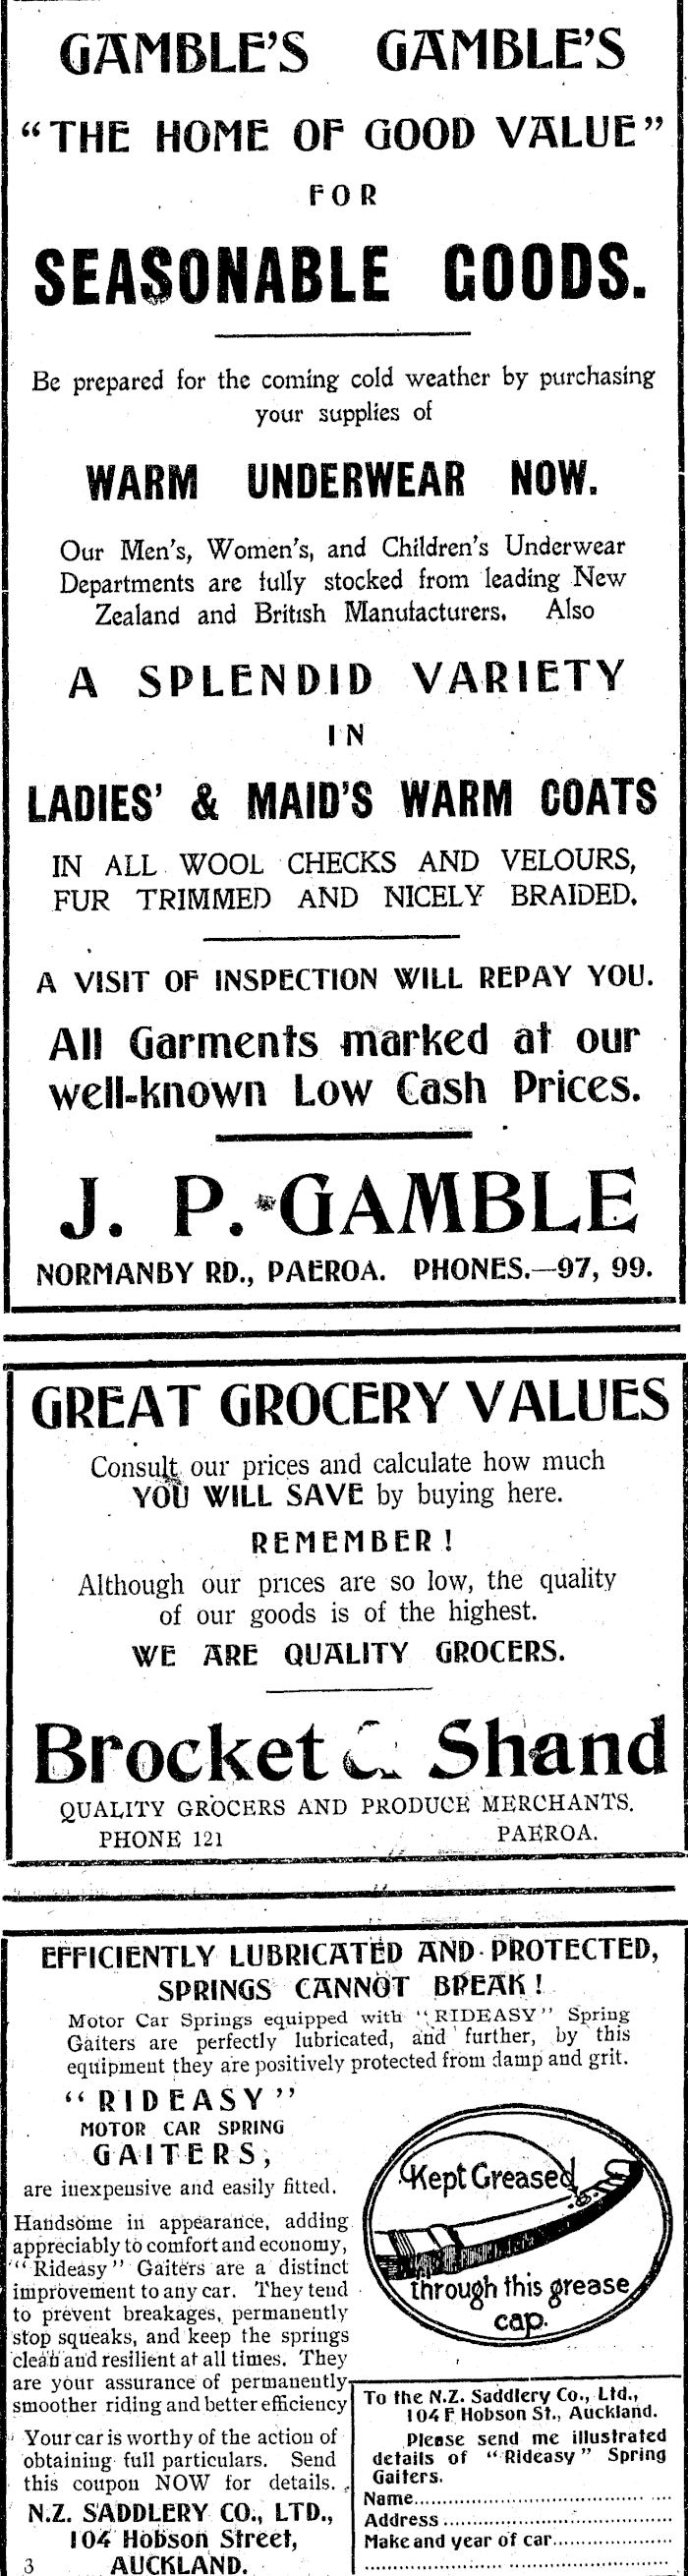 GAMBLE'S GAMBLE'S
"THE HOME OF GOOD VALUE"
FOR
SEASONABLE GOODS.
Be prepared for the coming cold weather by purchasing
your supplies of
WARM UNDERWEAR NOW.
Our Men's, Women's, and Children's Underwear
Departments are fully stocked from leading New
Zealand and British Manufacturers. Also
A SPLENDID VARIETY
IN
LADIES' & MAID'S WARM COATS
IN ALL WOOL CHECKS AND VELOURS,
FUR TRIMMED AND NICELY BRAIDED.
A VISIT OF INSPECTION WILL REPAY YOU.
All Garments marked at our
well-known Low Cash Prices.
J. P. GAMBLE
NORMANBY RD., PAEROA. PHONES.—97, 99.
GREAT GROCERY VALUES
Consult our prices and calculate how much
YOU WILL SAVE by buying here.
REMEMBER!
Although our prices are so low, the quality
of our goods is of the highest.
WE ARE QUALITY GROCERS.
Brocket & Shand
QUALITY GROCERS AND PRODUCE MERCHANTS.
PHONE 121 PAEROA.
EFFICIENTLY LUBRICATED AND PROTECTED,
SPRINGS CANNOT BREAK!
Motor Car Springs equipped with "RIDEASY" Spring
Gaiters are perfectly lubricated, and further, by this
equipment they are positively protected from damp and grit.
"RIDEASY"
MOTOR CAR SPRING
GAITERS,
are inexpensive and easily fitted.
Handsome in appearance, adding
appreciably to comfort and economy,
"Rideasy" Gaiters are a distinct
improvement to any car. They tend
to prevent breakages, permanently
stop squeaks, and keep the springs
clean and resilient at all times. They
are your assurance of permanently
smoother riding and better efficiency
Your car is worthy of the action of
obtaining full particulars. Send
this coupon NOW for details.
N.Z. SADDLERY CO., LTD.,
104 Hobson Street,
AUCKLAND.
3
Kept Greased
through this grease
cap.
To the N.Z. Saddlery Co., Ltd.,
104 F Hobson St., Auckland.
Please send me illustrated
details of "Rideasy" Spring
Gaiters.
Name
Address
Make and year of car